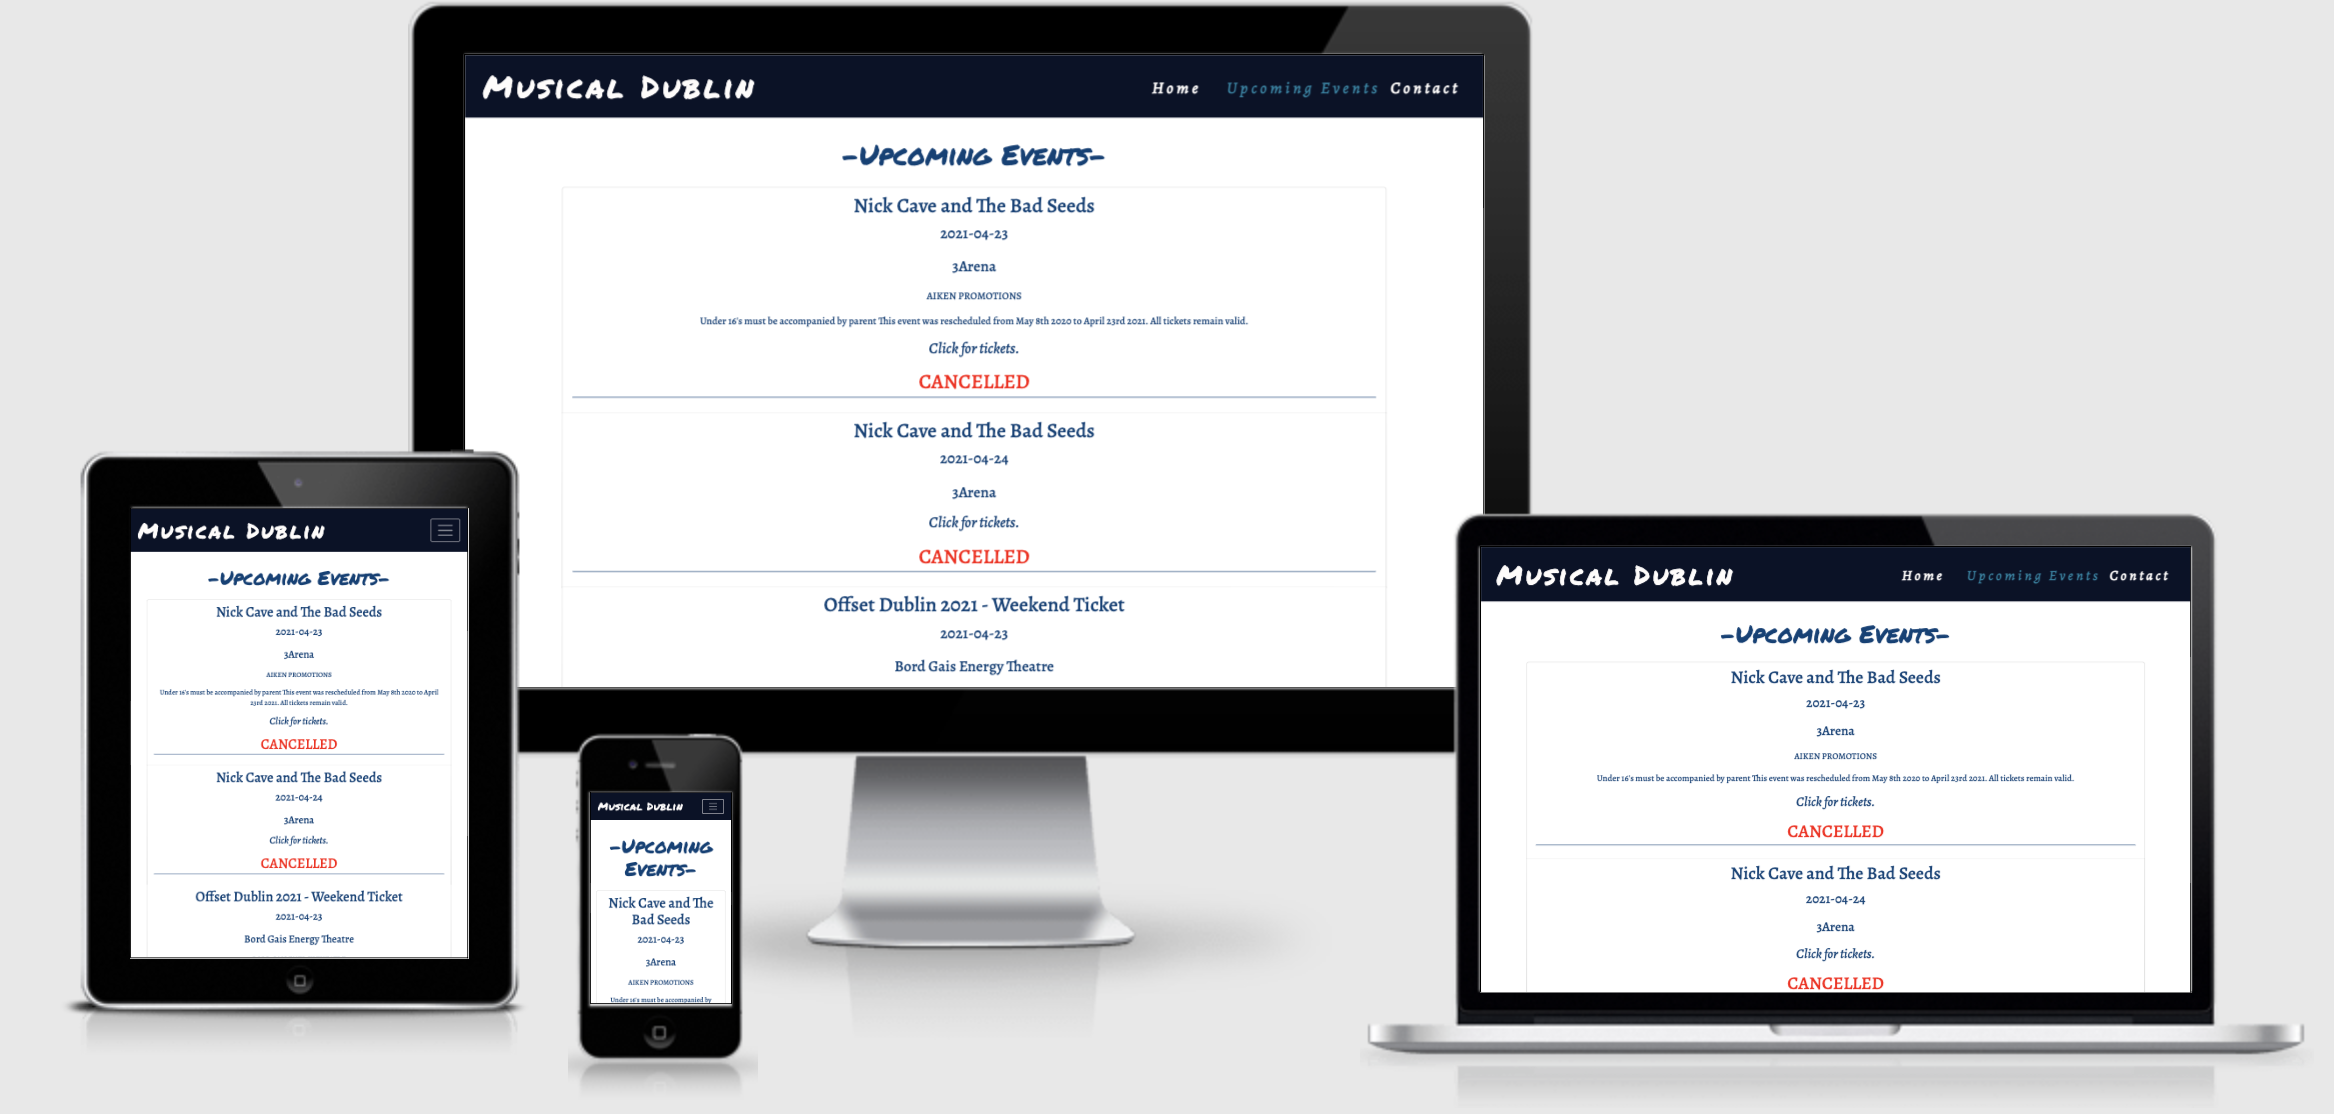 Musical Dublin
Home Upcoming Events Contact
-Upcoming Events-
Nick Cave and The Bad Seeds
2021-04-23
3Arena
AIKEN PROMOTIONS
Under 16's must be accompanied by parent This event was rescheduled from May 8th 2020 to April 23rd 2021. All tickets remain valid.
Click for tickets.
CANCELLED
Nick Cave and The Bad Seeds
2021-04-24
3Arena
Click for tickets.
CANCELLED
Offset Dublin 2021 - Weekend Ticket
2021-04-23
Bord Gais Energy Theatre
Musical Dublin
-Upcoming Events-
Nick Cave and The Bad Seeds
2021-04-23
3Arena
AIKEN PROMOTIONS
Under 16's must be accompanied by parent This event was rescheduled from May 8th 2020 to April
23rd 2021. All tickets remain valid.
Click for tickets.
CANCELLED
Nick Cave and The Bad Seeds
2021-04-24
3Arena
Click for tickets.
CANCELLED
Offset Dublin 2021 - Weekend Ticket
2021-04-23
Bord Gais Energy Theatre
Musical Dublin
-Upcoming
Events-
Nick Cave and The
Bad Seeds
2021-04-23
3Arena
AIKEN PROMOTIONS
Under 16's must be accompanied by
Musical Dublin
Home Upcoming Events Contact
-Upcoming Events-
Nick Cave and The Bad Seeds
2021-04-23
3Arena
AIKEN PROMOTIONS
Under 16's must be accompanied by parent This event was rescheduled from May 8th 2020 to April 23rd 2021. All tickets remain valid.
Click for tickets.
CANCELLED
Nick Cave and The Bad Seeds
2021-04-24
3Arena
Click for tickets.
CANCELLED